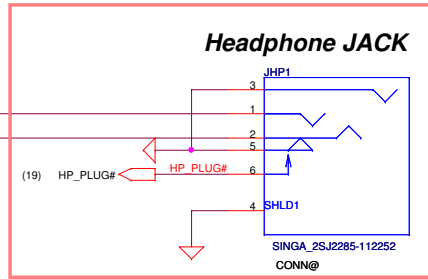 Headphone JACK
JHP1
3
1
2
5
(19) HP_PLUG# HP_PLUG# 6
4 SHLD1
SINGA_2SJ2285-112252
CONN@